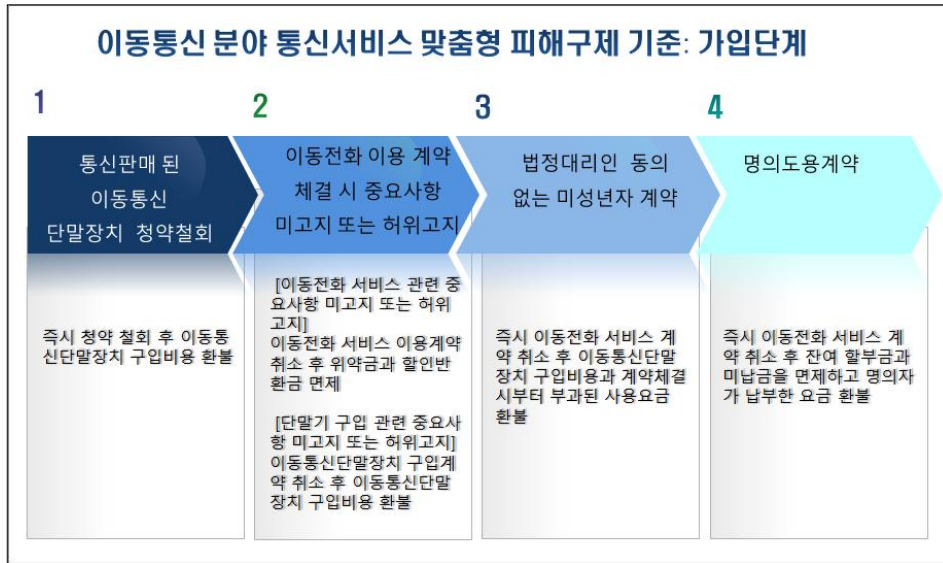 이동통신 분야 통신서비스 맞춤형 피해구제 기준: 가입단계
1
통신판매 된
이동통신
단말장치 청약철회
즉시 청약 철회 후 이동통
신단말장치 구입비용 환불
2
이동전화 이용 계약
체결 시 중요사항
미고지 또는 허위고지
[이동전화 서비스 관련 중
요사항 미고지 또는 허위
고지]
이동전화 서비스 이용계약
취소 후 위약금과 할인반
환금 면제
[단말기 구입 관련 중요사
항 미고지 또는 허위고지]
이동통신단말장치 구입계
약 취소 후 이동통신단말
장치 구입비용 환불
3
법정대리인 동의
없는 미성년자 계약
즉시 이동전화 서비스 계
약 취소 후 이동통신단말
장치 구입비용과 계약체결
시부터 부과된 사용요금
환불
4
명의도용계약
즉시 이동전화 서비스 계
약 취소 후 잔여 할부금과
미납금을 면제하고 명의자
가 납부한 요금 환불